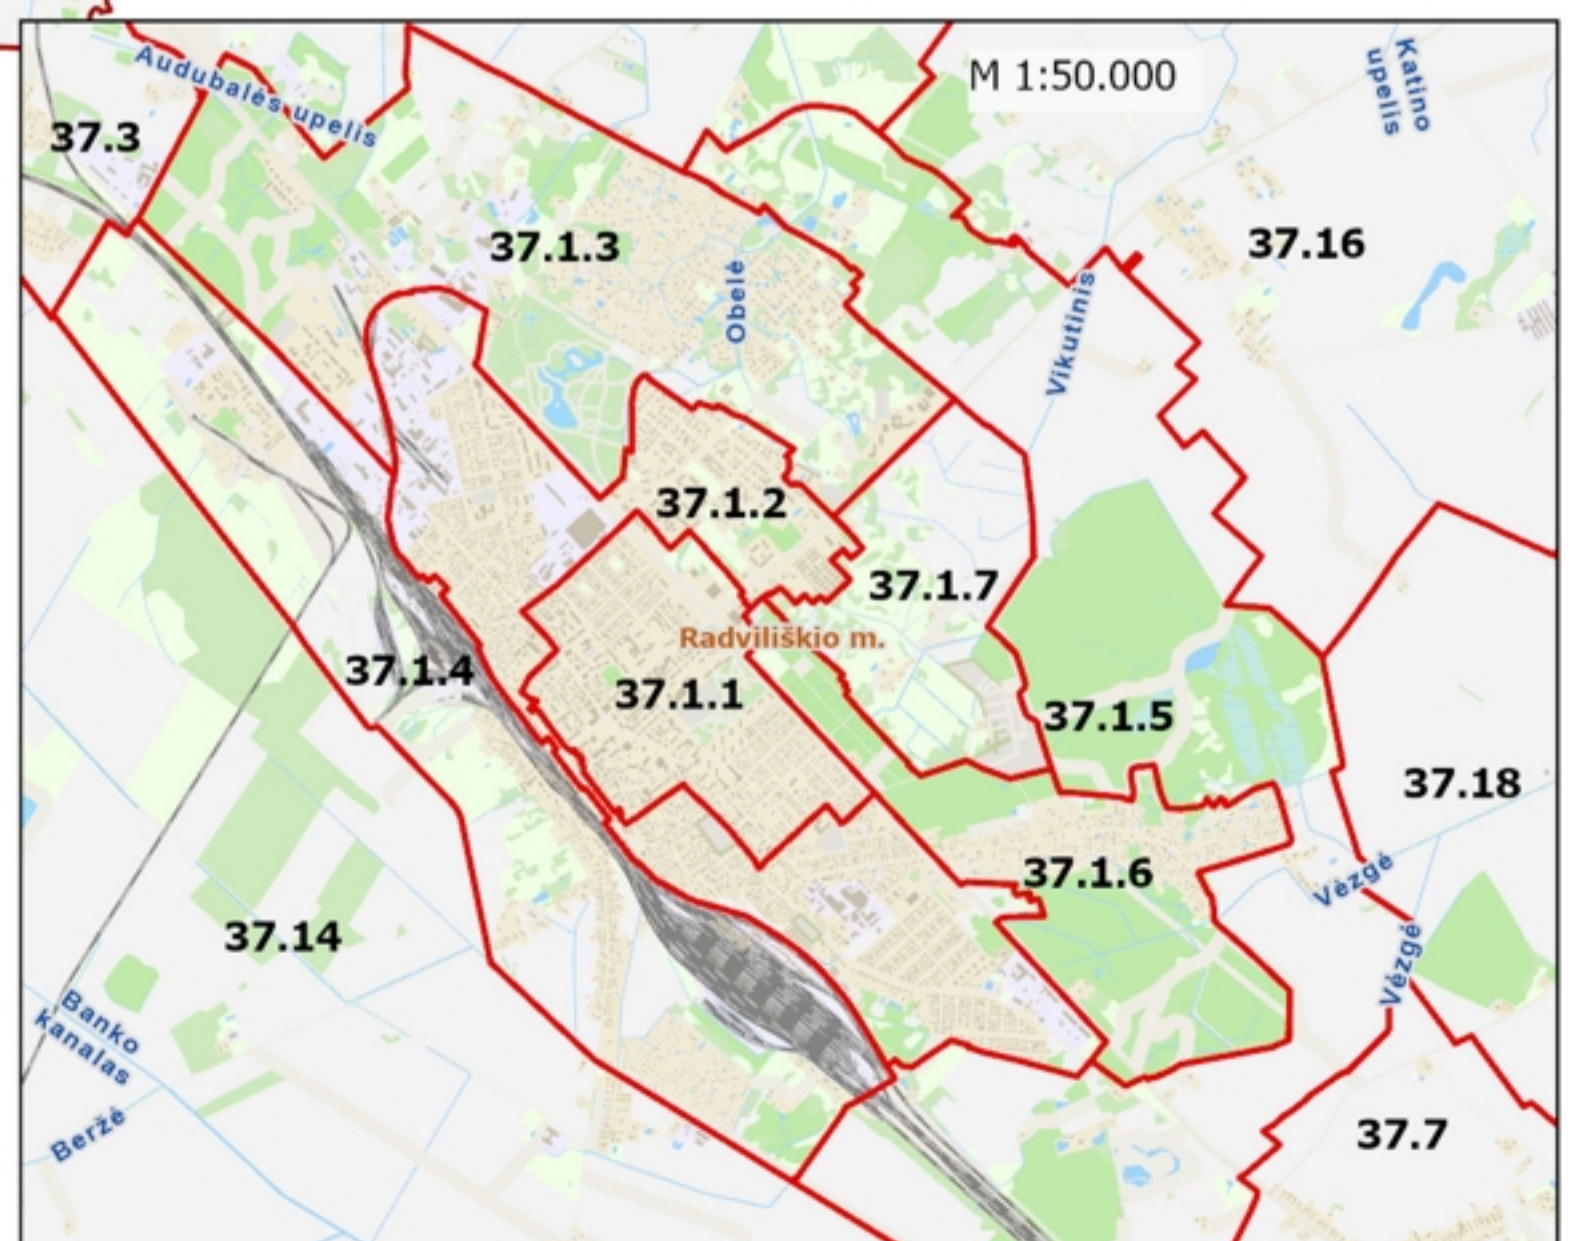 Audubalės upelis
M 1:50.000
Katino
upelis
37.3
37.1.3
37.16
Obelė
Vikutinis
37.1.2
37.1.7
Radviliškio m.
37.1.4
37.1.1
37.1.5
37.18
37.1.6
Vėzgė
37.14
Vėzgė
Banko
kanalas
Beržė
37.7